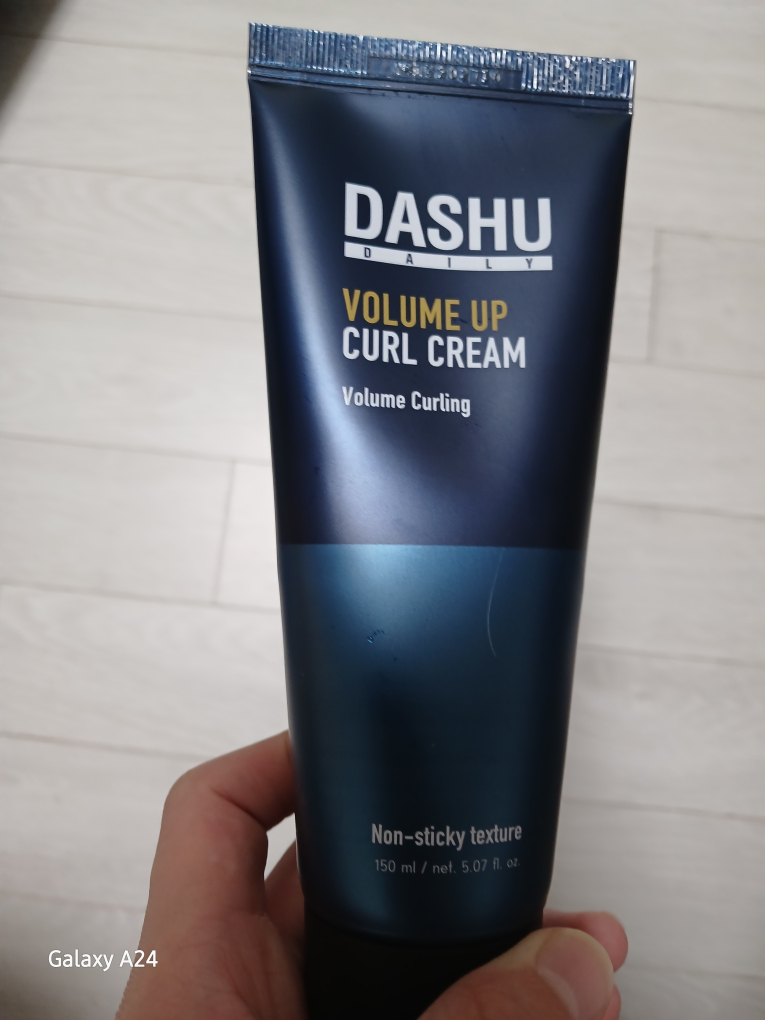 DASHU
DAILY
VOLUME UP
CURL CREAM
Volume Curling
Non-sticky texture
150 ml / net. 5.07 fl. oz.
Galaxy A24